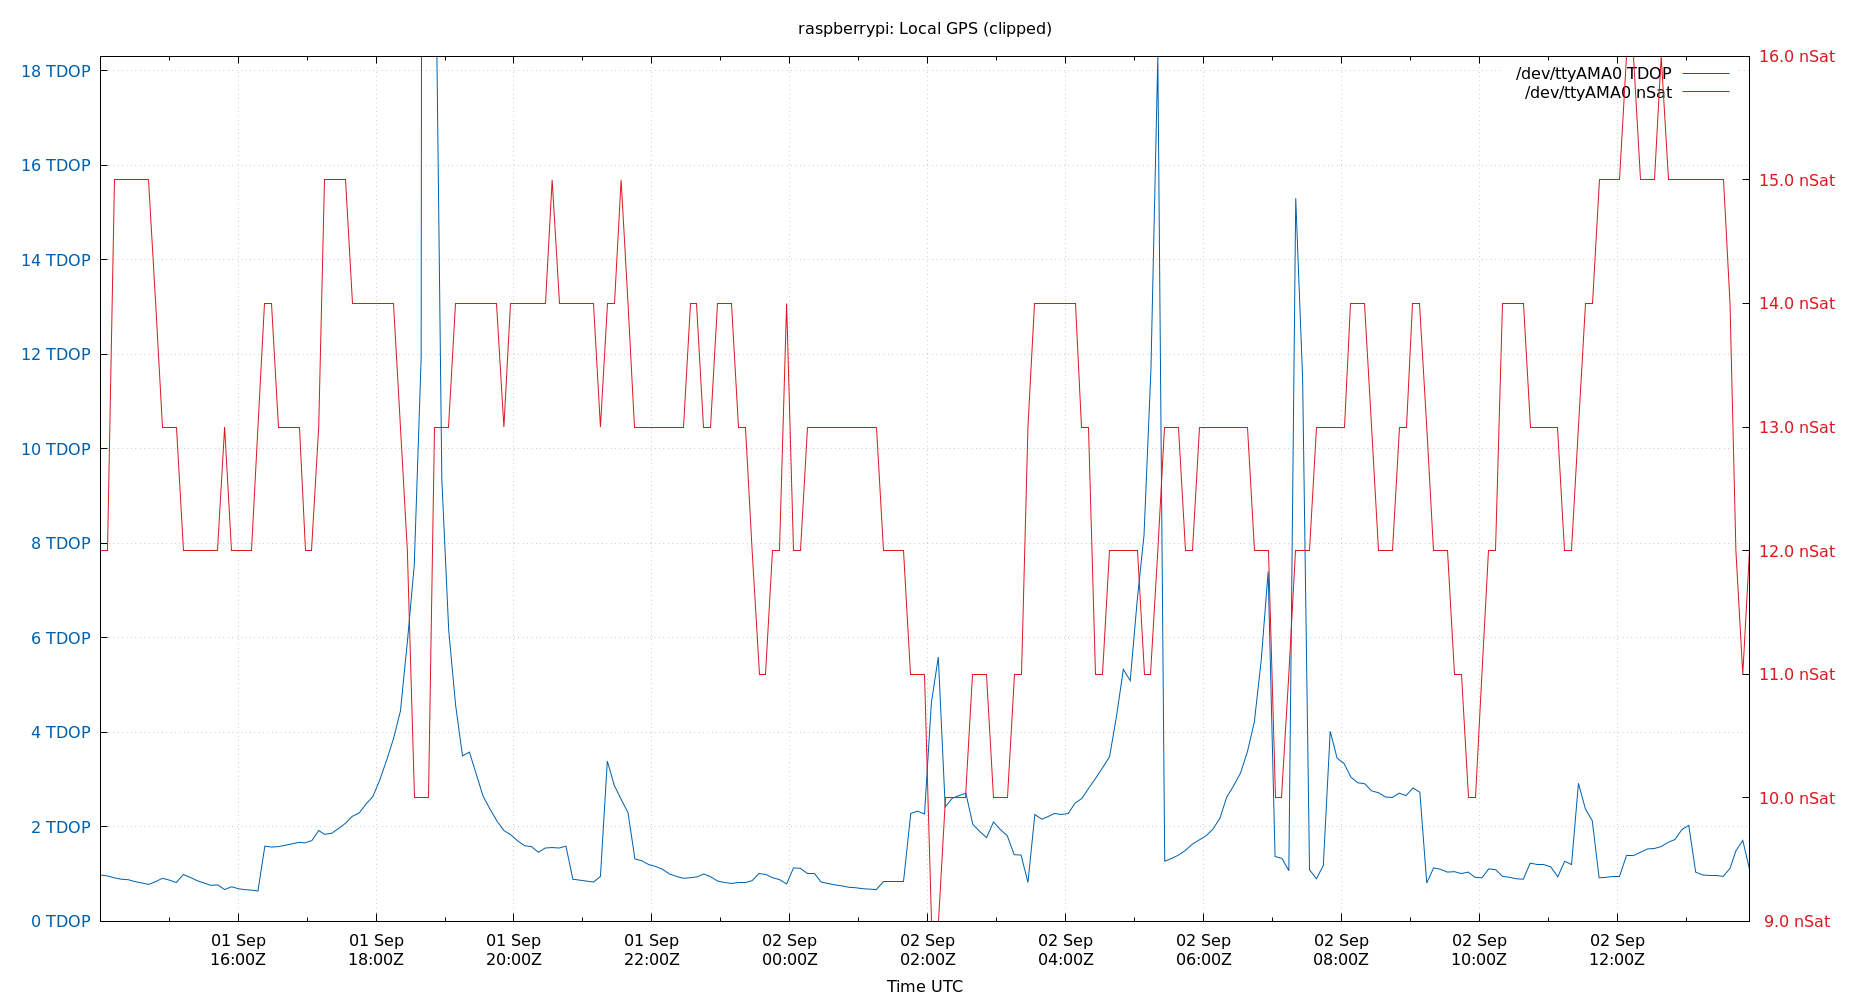 raspberrypi: Local GPS (clipped)
18 TDOP
16 TDOP
14 TDOP
12 TDOP
10 TDOP
8 TDOP
6 TDOP
4 TDOP
2 TDOP
0 TDOP
/dev/ttyAMA0 TDOP
/dev/ttyAMA0 nSat
16.0 nSat
15.0 nSat
14.0 nSat
13.0 nSat
12.0 nSat
11.0 nSat
10.0 nSat
9.0 nSat
01 Sep
16:00Z
01 Sep
18:00Z
01 Sep
20:00Z
01 Sep
22:00Z
02 Sep
00:00Z
02 Sep
02:00Z
02 Sep
04:00Z
02 Sep
06:00Z
02 Sep
08:00Z
02 Sep
10:00Z
02 Sep
12:00Z
Time UTC